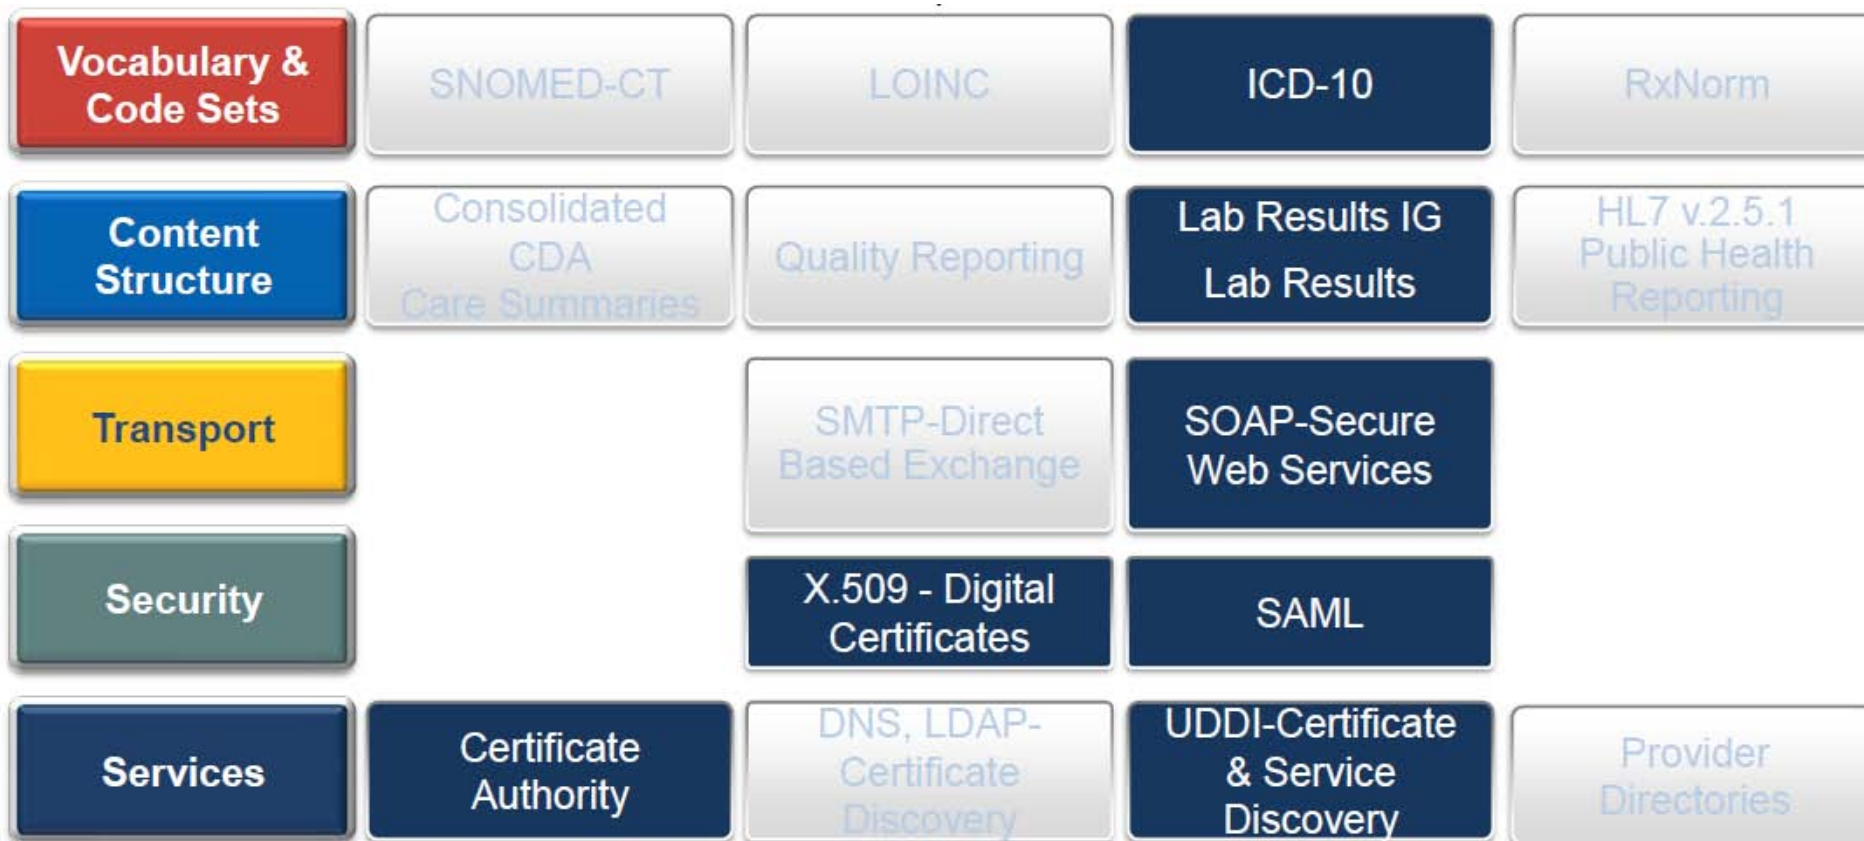 Vocabulary &
Code Sets
SNOMED-CT
LOINC
ICD-10
RxNorm
Content
Structure
Consolidated
CDA
Care Summaries
Quality Reporting
Lab Results IG
Lab Results
HL7 v.2.5.1
Public Health
Reporting
Transport
SMTP-Direct
Based Exchange
SOAP-Secure
Web Services
Security
X.509 - Digital
Certificates
SAML
Services
Certificate
Authority
DNS, LDAP-
Certificate
Discovery
UDDI-Certificate
& Service
Discovery
Provider
Directories